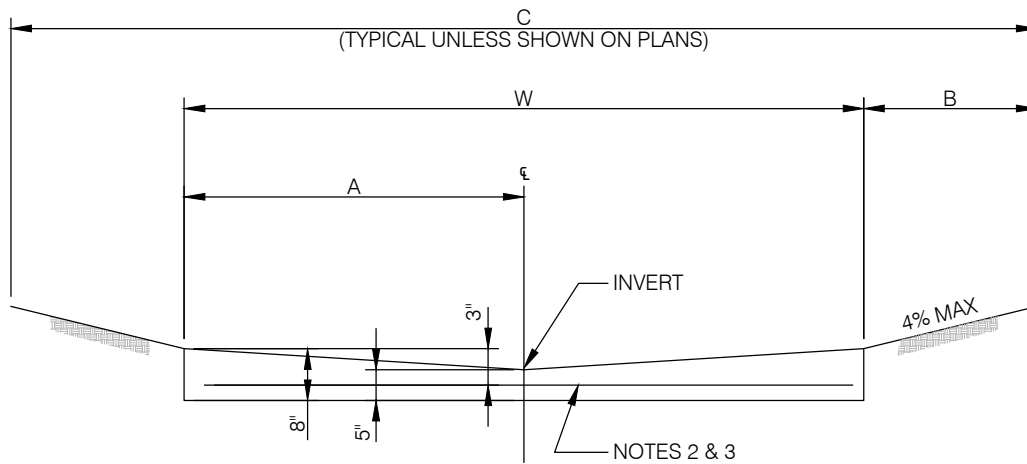 C
(TYPICAL UNLESS SHOWN ON PLANS)
W
B
℄
A
INVERT
3"
4% MAX
8"
5"
NOTES 2 & 3